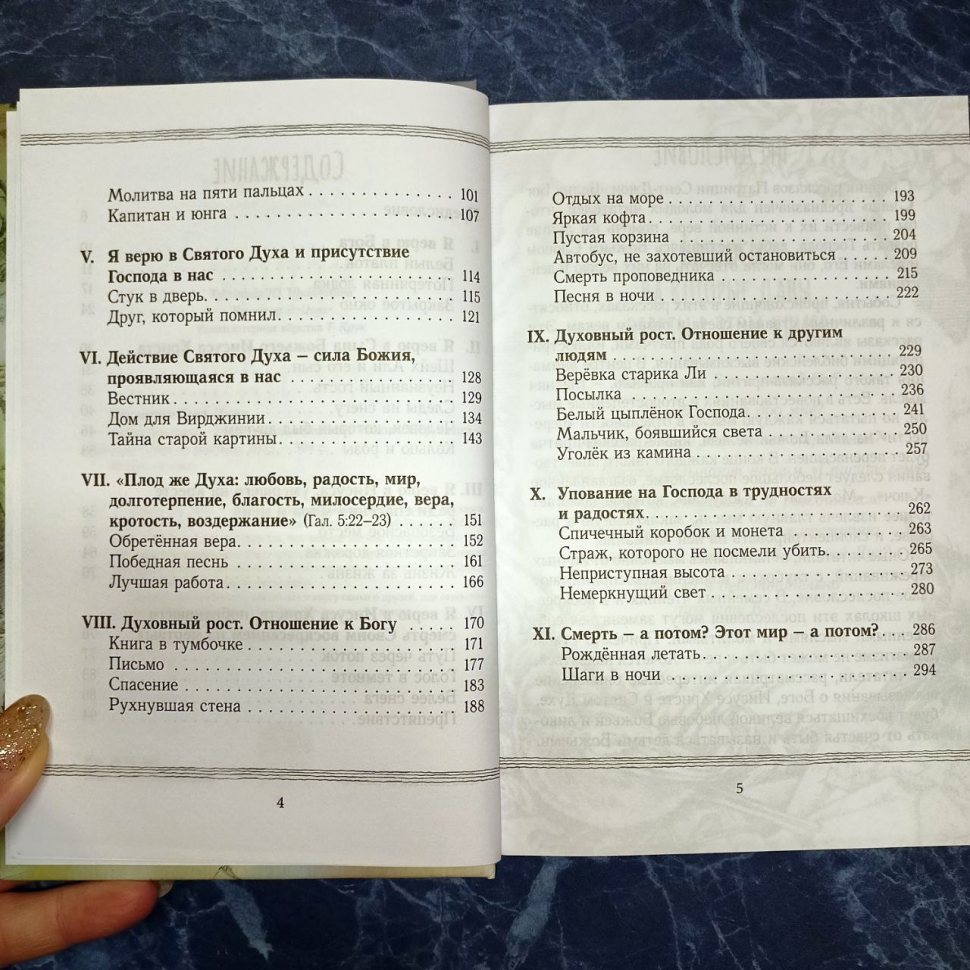 Молитва на пяти пальцах . . . . . . . . . . . . . 101
Капитан и юнга . . . . . . . . . . . . . . . . . . . . 107
V. Я верю в Святого Духа и присутствие
Господа в нас . . . . . . . . . . . . . . . . . . . . 114
Стук в дверь. . . . . . . . . . . . . . . . . . . . . . 115
Друг, который помнил. . . . . . . . . . . . . . . 121
VI. Действие Святого Духа – сила Божия,
проявляющаяся в нас . . . . . . . . . . . . . . 128
Вестник . . . . . . . . . . . . . . . . . . . . . . . . . 129
Дом для Вирджинии . . . . . . . . . . . . . . . . 134
Тайна старой картины. . . . . . . . . . . . . . . 143
VII. «Плод же Духа: любовь, радость, мир,
долготерпение, благость, милосердие, вера,
кротость, воздержание» (Гал. 5:22–23) . . . . . . 151
Обретённая вера. . . . . . . . . . . . . . . . . . . 152
Победная песнь . . . . . . . . . . . . . . . . . . . 161
Лучшая работа. . . . . . . . . . . . . . . . . . . . 166
VIII. Духовный рост. Отношение к Богу . . . . . 170
Книга в тумбочке . . . . . . . . . . . . . . . . . . 171
Письмо . . . . . . . . . . . . . . . . . . . . . . . . . 177
Спасение . . . . . . . . . . . . . . . . . . . . . . . . 183
Рухнувшая стена . . . . . . . . . . . . . . . . . . 188
4
Отдых на море . . . . . . . . . . . . . . . . . . . . 193
Яркая кофта. . . . . . . . . . . . . . . . . . . . . . 199
Пустая корзина . . . . . . . . . . . . . . . . . . . 204
Автобус, не захотевший остановиться . . . . . 209
Смерть проповедника . . . . . . . . . . . . . . . 215
Песня в ночи . . . . . . . . . . . . . . . . . . . . . 222
IX. Духовный рост. Отношение к другим
людям . . . . . . . . . . . . . . . . . . . . . . . . . 229
Верёвка старика Ли . . . . . . . . . . . . . . . . 230
Посылка . . . . . . . . . . . . . . . . . . . . . . . . 236
Белый цыплёнок Господа. . . . . . . . . . . . . 241
Мальчик, боявшийся света . . . . . . . . . . . . 250
Уголёк из камина . . . . . . . . . . . . . . . . . . 257
X. Упование на Господа в трудностях
и радостях. . . . . . . . . . . . . . . . . . . . . . 262
Спичечный коробок и монета . . . . . . . . . . 263
Страж, которого не посмели убить. . . . . . . 265
Неприступная высота . . . . . . . . . . . . . . . 273
Немеркнущий свет . . . . . . . . . . . . . . . . . 280
XI. Смерть – а потом? Этот мир – а потом?. . . 286
Рождённая летать. . . . . . . . . . . . . . . . . . 287
Шаги в ночи . . . . . . . . . . . . . . . . . . . . . 294
5